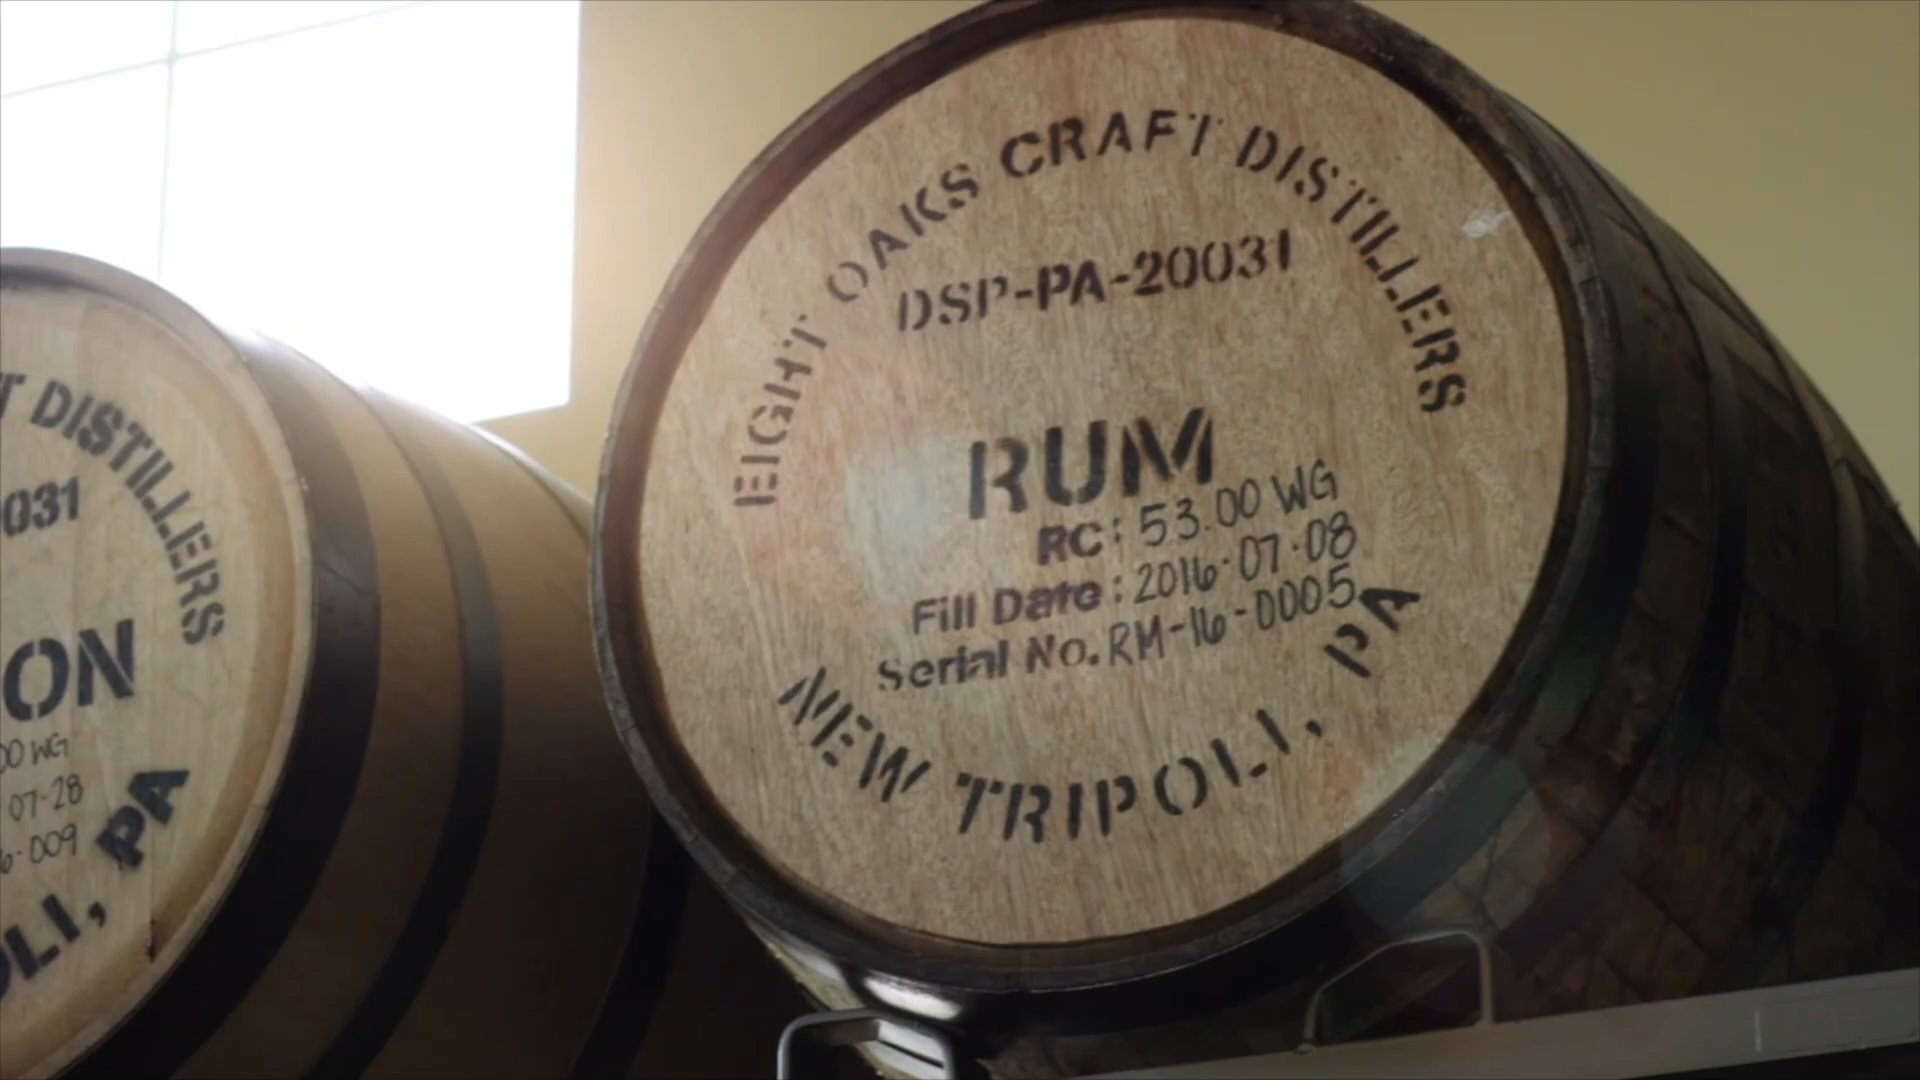 EIGHT OAKS CRAFT DISTILLERS
DSP-PA-20031
RUM
RC: 53.00 WG
Fill Date: 2016·07·08
Serial No. RM-16-0005
NEW TRIPOLI, PA
T DISTILLERS
0031
ON
00 WG
07-28
6-009
OLI, PA